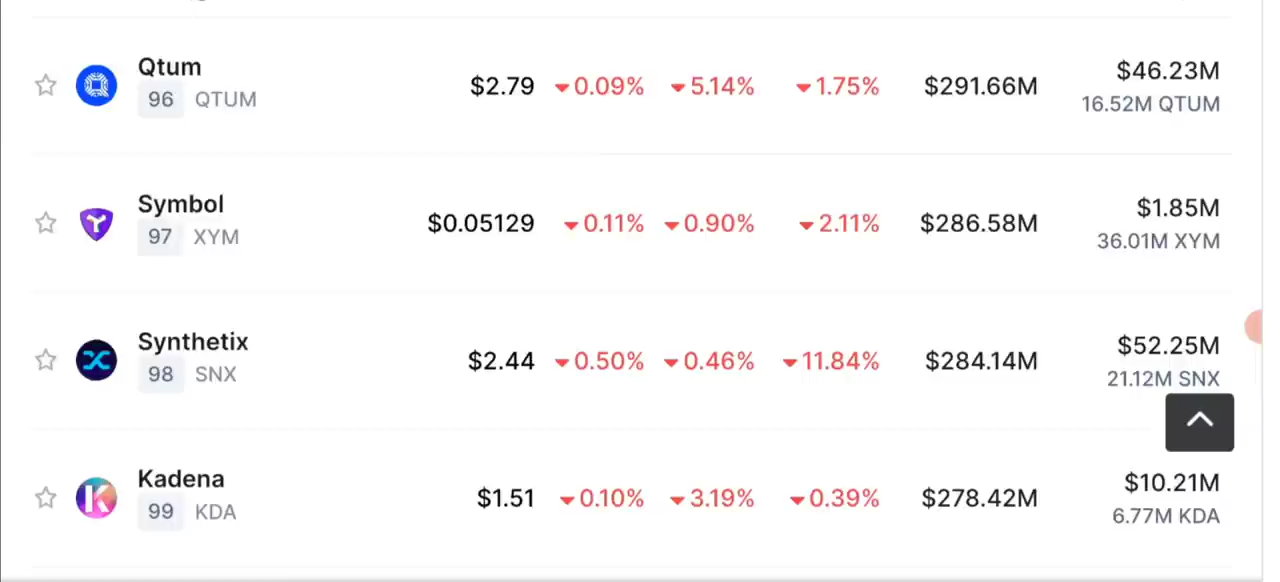 Qtum $2.79 0.09% 5.14% 1.75% $291.66M $46.23M
96 QTUM 16.52M QTUM
Symbol $0.05129 0.11% 0.90% 2.11% $286.58M $1.85M
97 XYM 36.01M XYM
Synthetix $2.44 0.50% 0.46% 11.84% $284.14M $52.25M
98 SNX 21.12M SNX
Kadena $1.51 0.10% 3.19% 0.39% $278.42M $10.21M
99 KDA 6.77M KDA